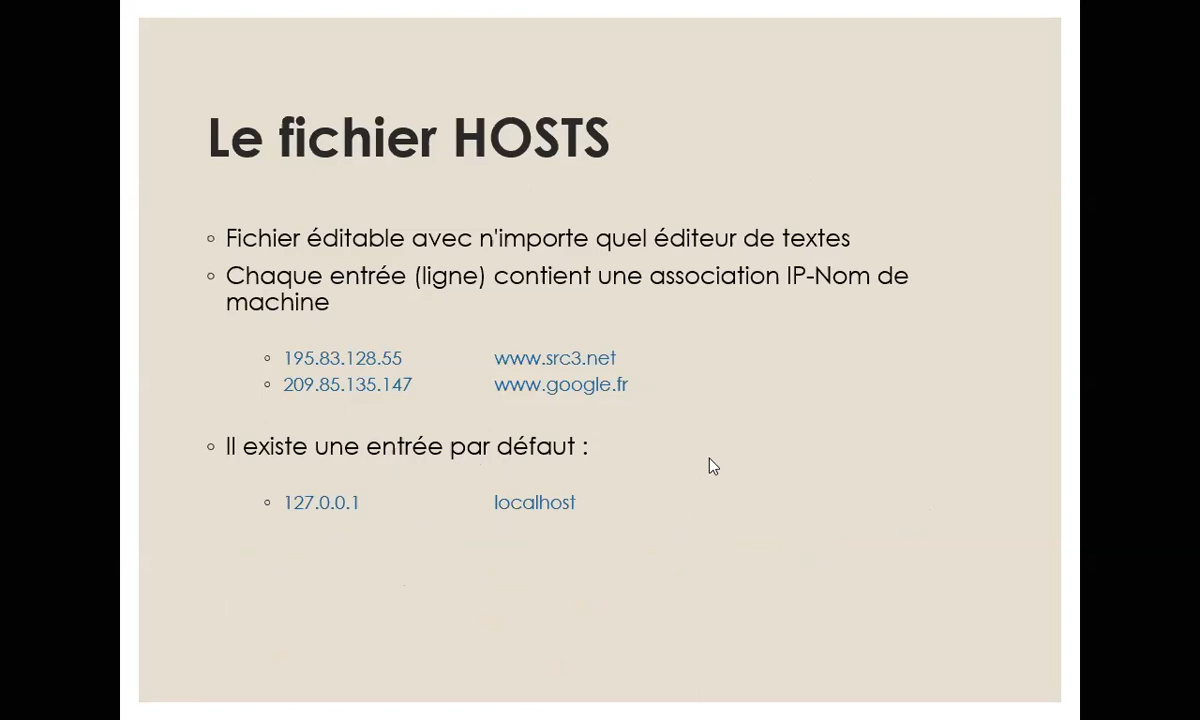 Le fichier HOSTS
◦ Fichier éditable avec n'importe quel éditeur de textes
◦ Chaque entrée (ligne) contient une association IP-Nom de
machine
◦ 195.83.128.55 www.src3.net
◦ 209.85.135.147 www.google.fr
◦ Il existe une entrée par défaut :
◦ 127.0.0.1 localhost